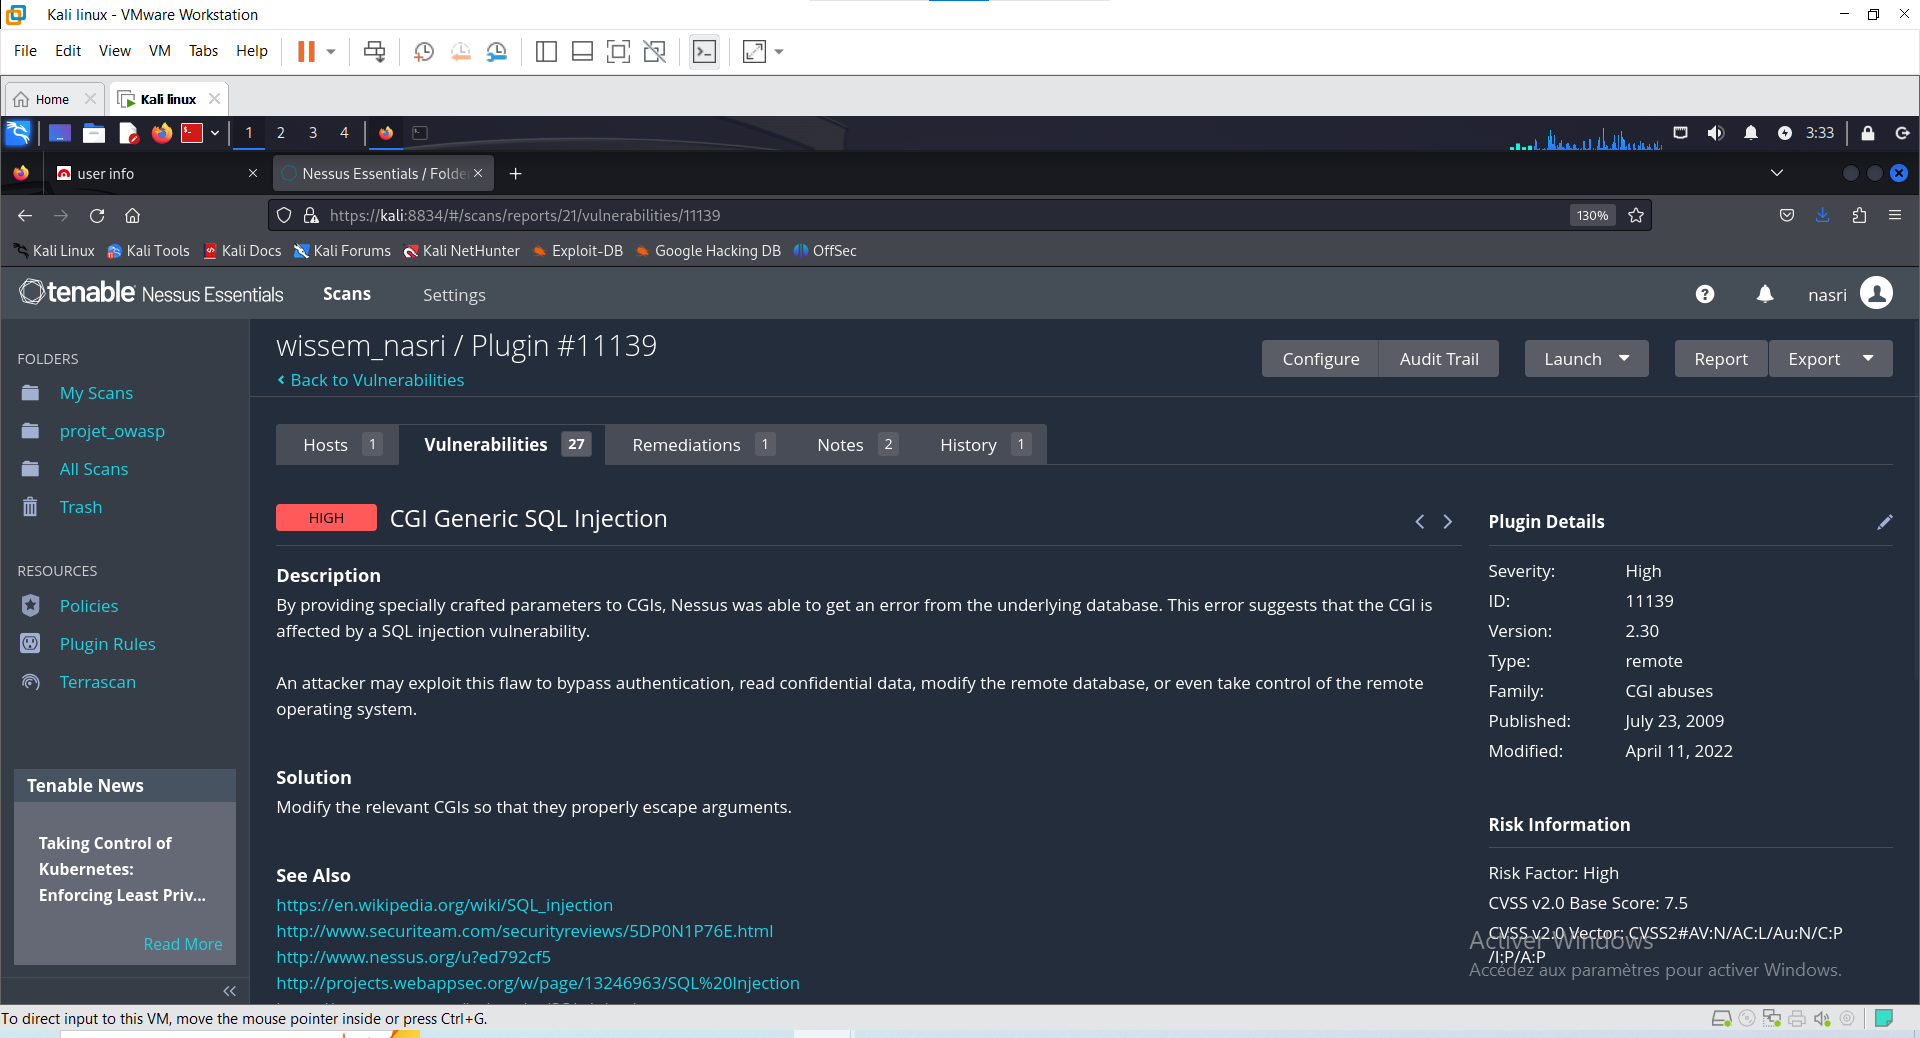 Kali linux - VMware Workstation
File Edit View VM Tabs Help
Home Kali linux
1 2 3 4 3:33
user info Nessus Essentials / Folde
https://kali:8834/#/scans/reports/21/vulnerabilities/11139 130%
Kali Linux Kali Tools Kali Docs Kali Forums Kali NetHunter Exploit-DB Google Hacking DB OffSec
tenable Nessus Essentials Scans Settings nasri
FOLDERS
My Scans
projet_owasp
All Scans
Trash
RESOURCES
Policies
Plugin Rules
Terrascan
Tenable News
Taking Control of
Kubernetes:
Enforcing Least Priv...
Read More
wissem_nasri / Plugin #11139
Back to Vulnerabilities
Configure Audit Trail Launch Report Export
Hosts 1 Vulnerabilities 27 Remediations 1 Notes 2 History 1
HIGH CGI Generic SQL Injection
Description
By providing specially crafted parameters to CGIs, Nessus was able to get an error from the underlying database. This error suggests that the CGI is
affected by a SQL injection vulnerability.
An attacker may exploit this flaw to bypass authentication, read confidential data, modify the remote database, or even take control of the remote
operating system.
Solution
Modify the relevant CGIs so that they properly escape arguments.
See Also
https://en.wikipedia.org/wiki/SQL_injection
http://www.securiteam.com/securityreviews/5DP0N1P76E.html
http://www.nessus.org/u?ed792cf5
http://projects.webappsec.org/w/page/13246963/SQL%20Injection
Plugin Details
Severity: High
ID: 11139
Version: 2.30
Type: remote
Family: CGI abuses
Published: July 23, 2009
Modified: April 11, 2022
Risk Information
Risk Factor: High
CVSS v2.0 Base Score: 7.5
CVSS v2.0 Vector: CVSS2#AV:N/AC:L/Au:N/C:P
/I:P/A:P
Activer Windows
Accédez aux paramètres pour activer Windows.
To direct input to this VM, move the mouse pointer inside or press Ctrl+G.